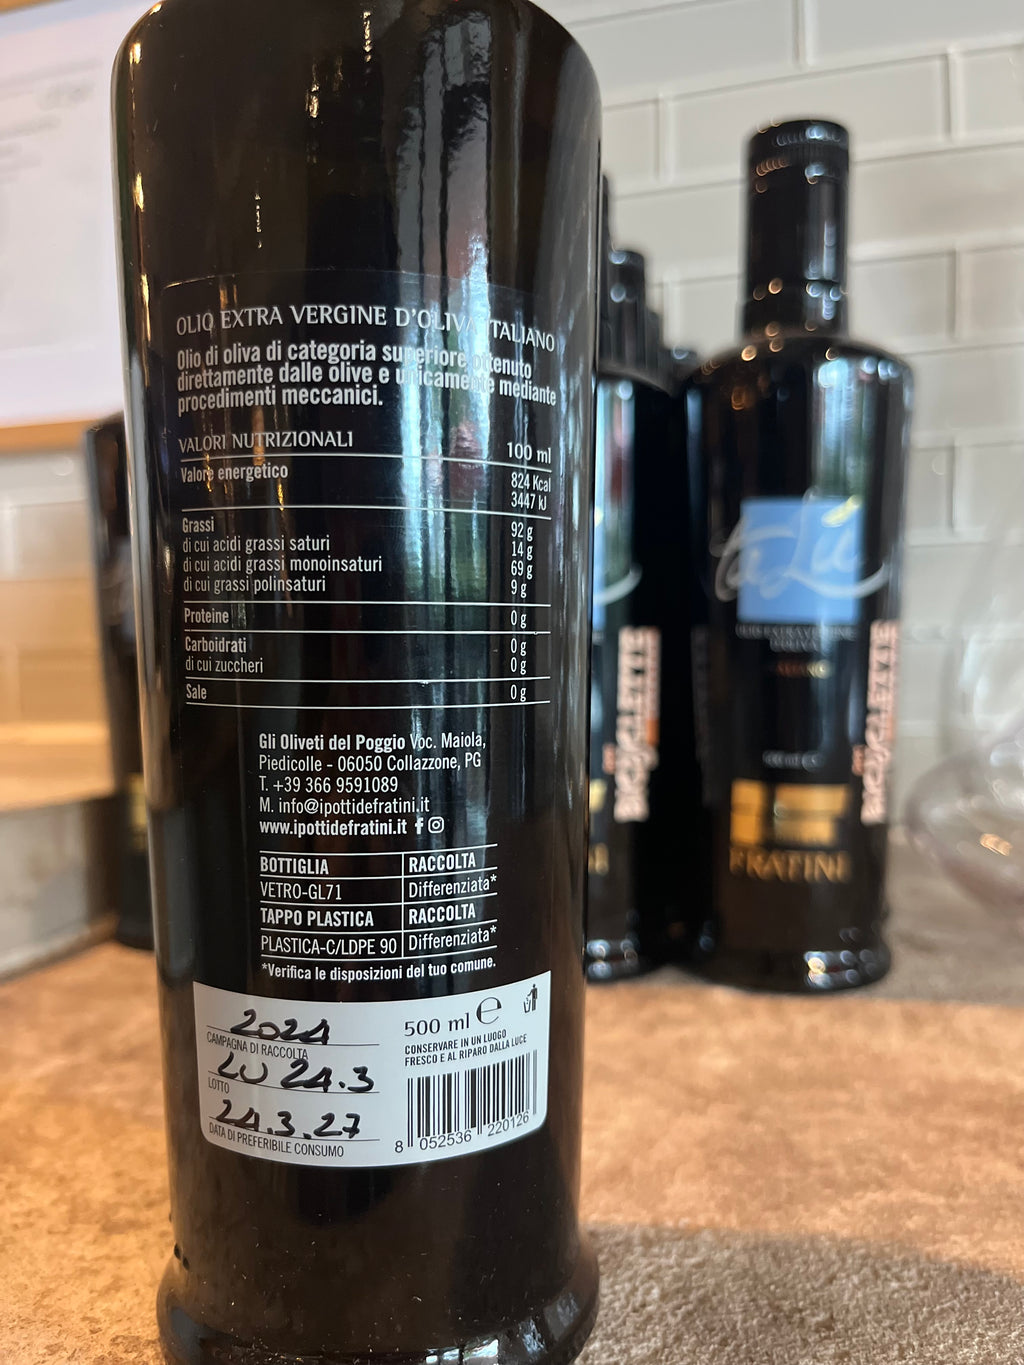 OLIO EXTRA VERGINE D'OLIVA ITALIANO
Olio di oliva di categoria superiore ottenuto
direttamente dalle olive e unicamente mediante
procedimenti meccanici.
VALORI NUTRIZIONALI 100 ml
Valore energetico 824 Kcal
3447 kJ
Grassi 92 g
di cui acidi grassi saturi 14 g
di cui acidi grassi monoinsaturi 69 g
di cui grassi polinsaturi 9 g
Proteine 0 g
Carboidrati 0 g
di cui zuccheri 0 g
Sale 0 g
Gli Oliveti del Poggio Voc. Maiola,
Piedicolle - 06050 Collazzone, PG
T. +39 366 9591089
M. info@ipottidefratini.it
www.ipottidefratini.it
BOTTIGLIA RACCOLTA
VETRO-GL71 Differenziata*
TAPPO PLASTICA RACCOLTA
PLASTICA-C/LDPE 90 Differenziata*
*Verifica le disposizioni del tuo comune.
2024
CAMPAGNA DI RACCOLTA
LU 24.3
LOTTO
24.3.27
DATA DI PREFERIBILE CONSUMO
500 ml e
CONSERVARE IN UN LUOGO
FRESCO E AL RIPARO DALLA LUCE
8 052536 220126
taLia
OLIO EXTRA VERGINE
FRATINI